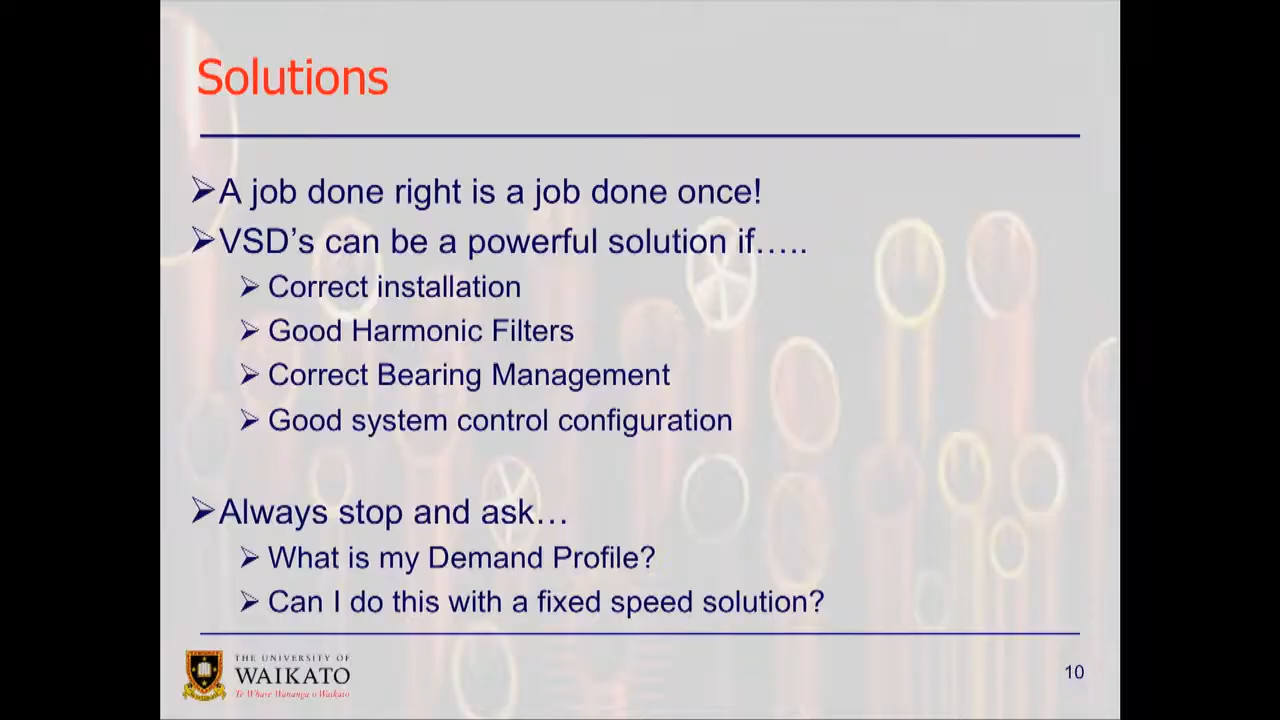 Solutions
A job done right is a job done once!
VSD’s can be a powerful solution if…..
Correct installation
Good Harmonic Filters
Correct Bearing Management
Good system control configuration
Always stop and ask…
What is my Demand Profile?
Can I do this with a fixed speed solution?
THE UNIVERSITY OF
WAIKATO
Te Whare Wananga o Waikato
10